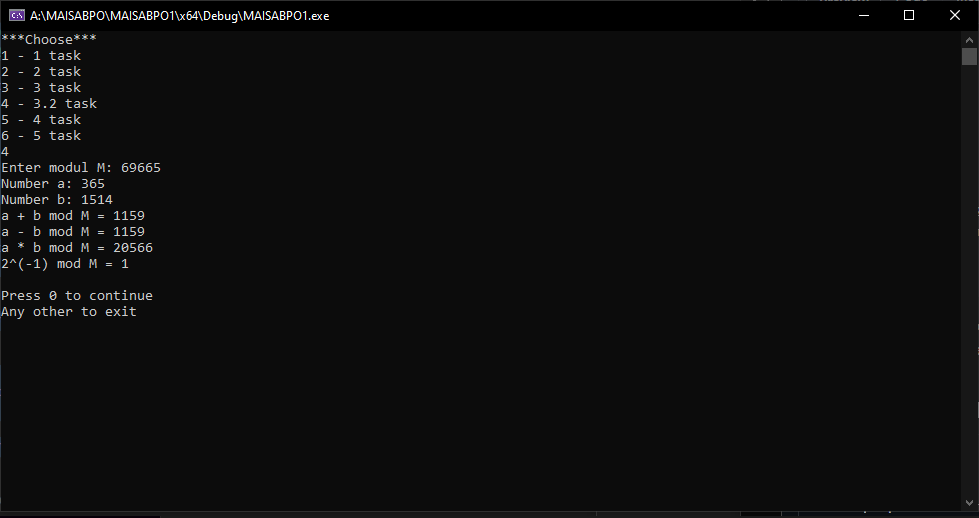 A:\MAISABPO\MAISABPO1\x64\Debug\MAISABPO1.exe
***Choose***
1 - 1 task
2 - 2 task
3 - 3 task
4 - 3.2 task
5 - 4 task
6 - 5 task
4
Enter modul M: 69665
Number a: 365
Number b: 1514
a + b mod M = 1159
a - b mod M = 1159
a * b mod M = 20566
2^(-1) mod M = 1
Press 0 to continue
Any other to exit